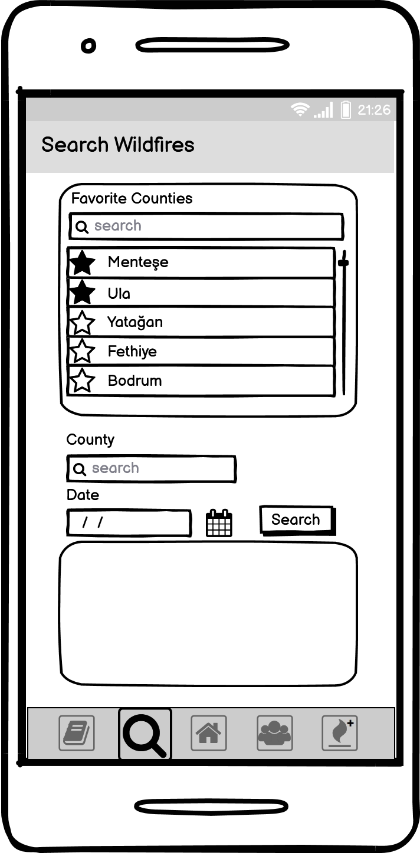 21:26
Search Wildfires
Favorite Counties
search
Menteşe
Ula
Yatağan
Fethiye
Bodrum
County
search
Date
/ /
Search